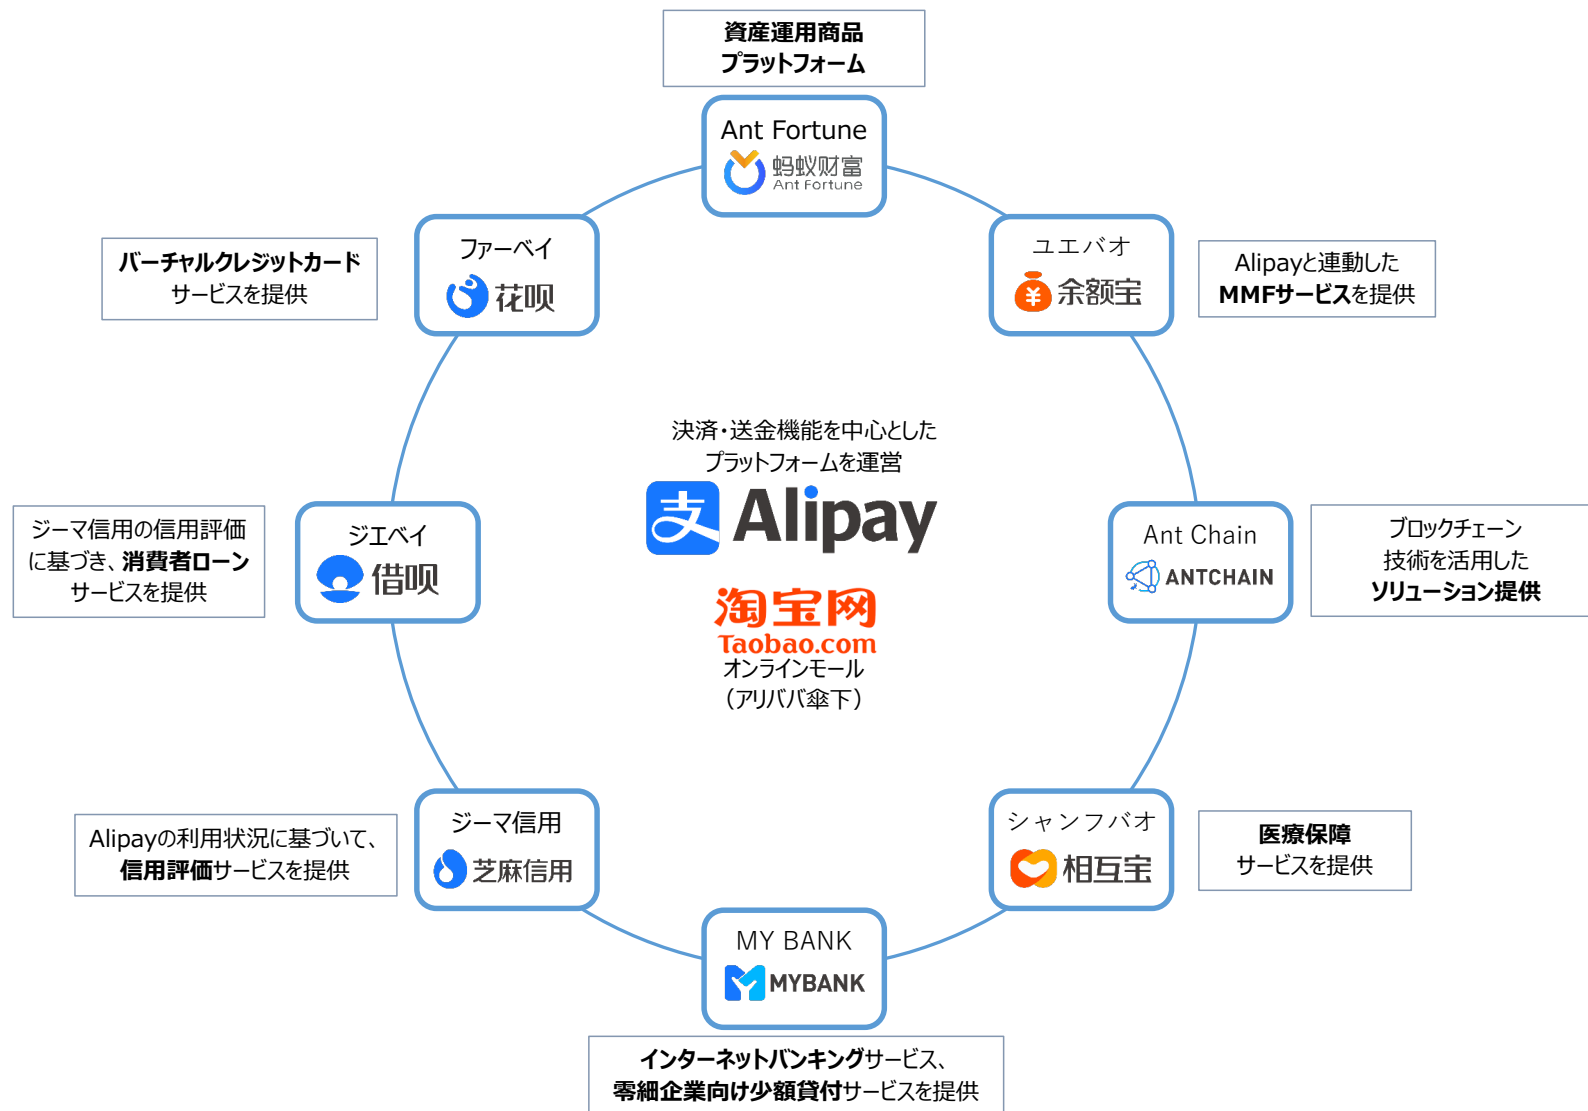 資産運用商品
プラットフォーム
Ant Fortune
蚂蚁财富
Ant Fortune
ファーベイ
花呗
バーチャルクレジットカード
サービスを提供
ユエバオ
余额宝
Alipayと連動した
MMFサービスを提供
決済・送金機能を中心とした
プラットフォームを運営
支 Alipay
淘宝网
Taobao.com
オンラインモール
（アリババ傘下）
ジーマ信用の信用評価
に基づき、消費者ローン
サービスを提供
ジエベイ
借呗
Ant Chain
ANTCHAIN
ブロックチェーン
技術を活用した
ソリューション提供
Alipayの利用状況に基づいて、
信用評価サービスを提供
ジーマ信用
芝麻信用
シャンフバオ
相互宝
医療保障
サービスを提供
MY BANK
MYBANK
インターネットバンキングサービス、
零細企業向け少額貸付サービスを提供